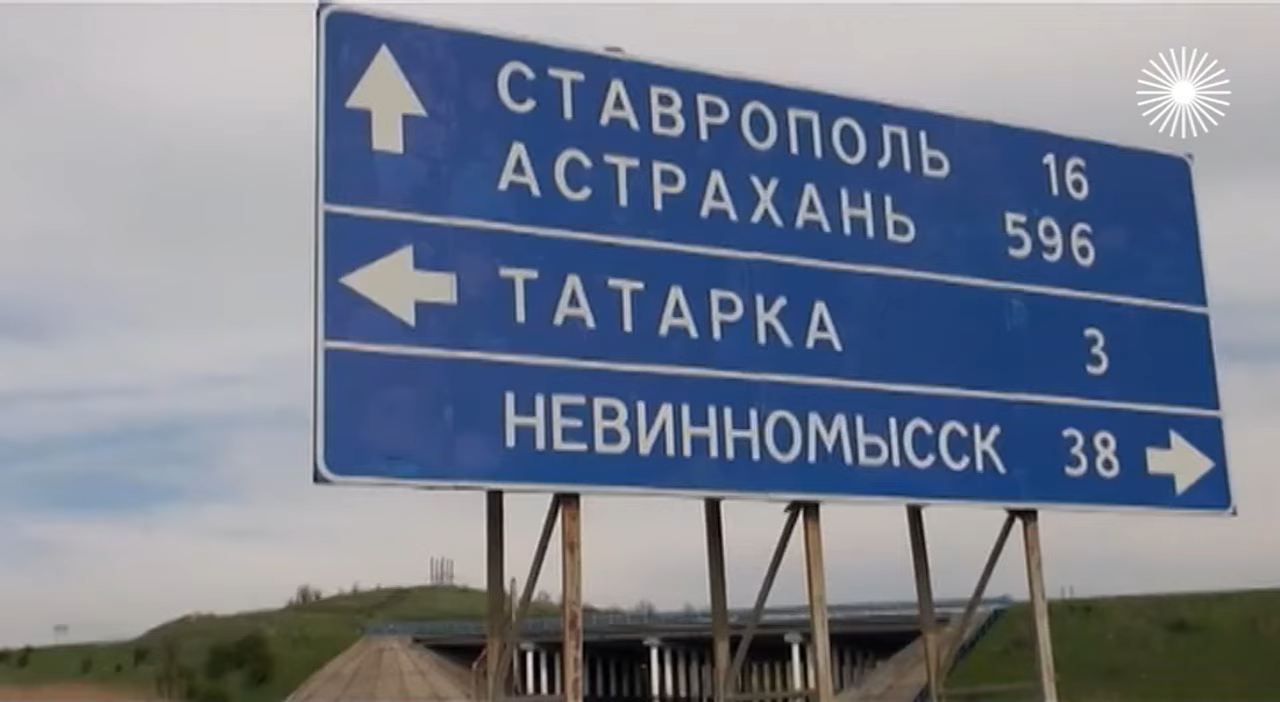 СТАВРОПОЛЬ 16
АСТРАХАНЬ 596
ТАТАРКА 3
НЕВИННОМЫССК 38